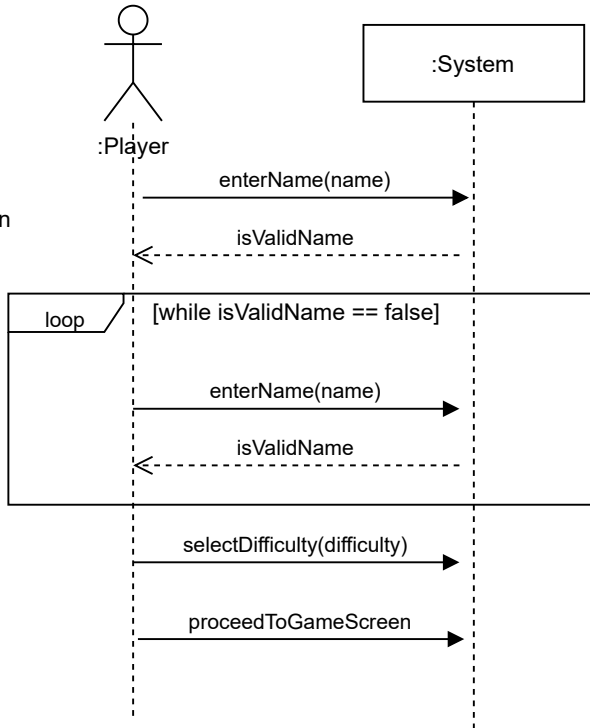 :System
:Player
enterName(name)
n
isValidName
loop
[while isValidName == false]
enterName(name)
isValidName
selectDifficulty(difficulty)
proceedToGameScreen